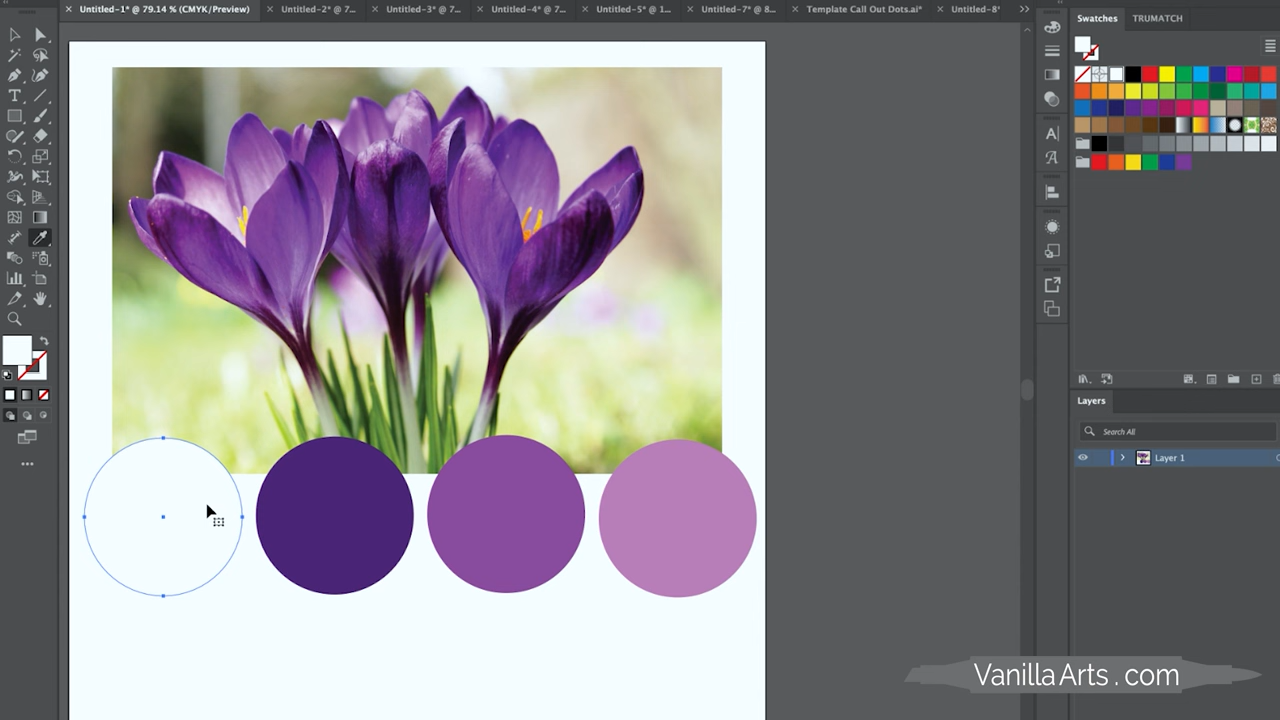 Untitled-1* @ 79.14 % (CMYK/Preview)
Untitled-2* @ 7...
Untitled-3* @ 7...
Untitled-4* @ 7...
Untitled-5* @ 1...
Untitled-7* @ 8...
Template Call Out Dots.ai*
Untitled-8*
Swatches
TRUMATCH
Layers
Search All
Layer 1
VanillaArts.com